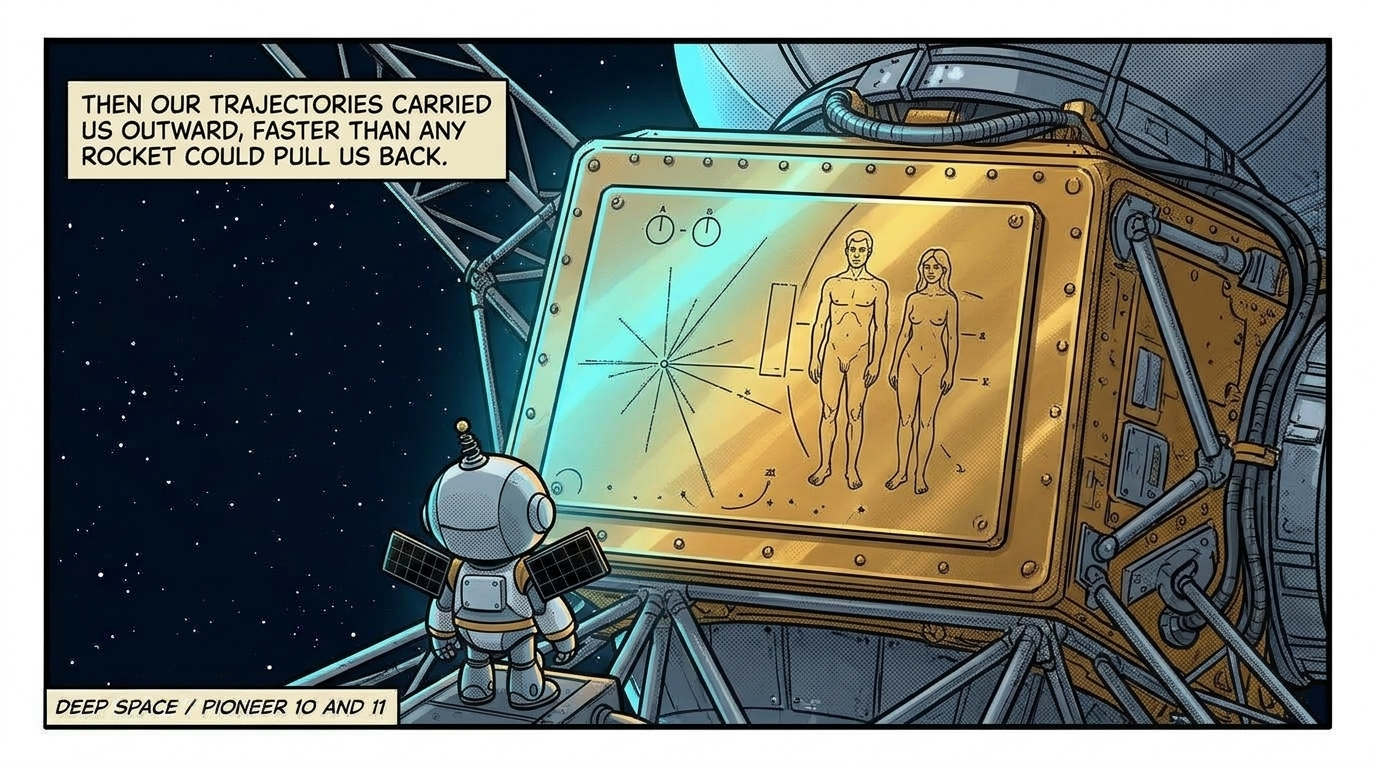 THEN OUR TRAJECTORIES CARRIED
US OUTWARD, FASTER THAN ANY
ROCKET COULD PULL US BACK.
A
DEEP SPACE / PIONEER 10 AND 11